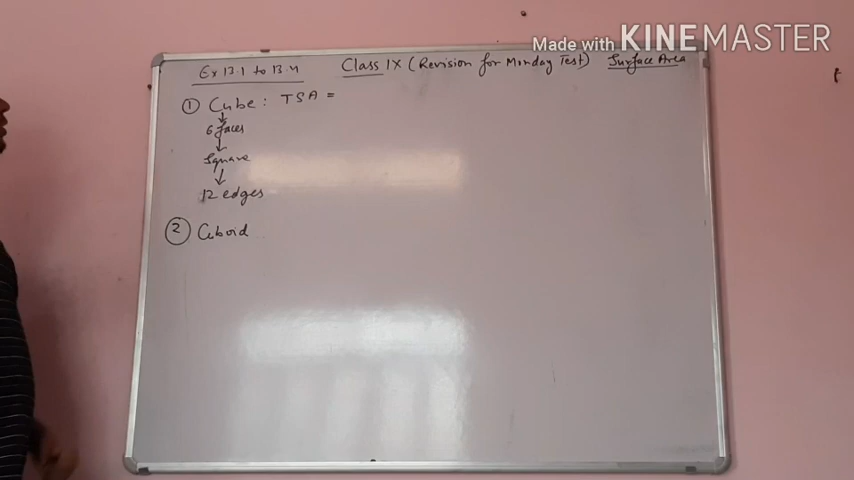 Made with KINEMASTER
Ex 13.1 to 13.4 Class IX (Revision for Monday Test) Surface Area
1 Cube: TSA =
6 faces
Square
12 edges
2 Cuboid